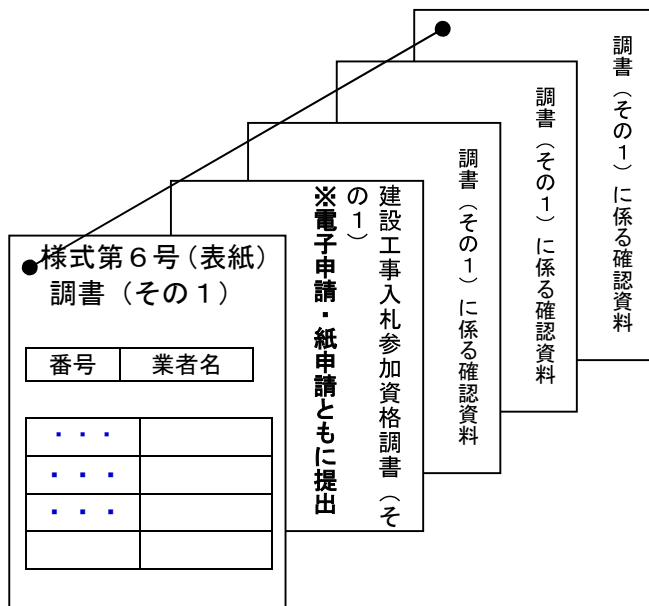 様式第６号（表紙）
調書（その１）
番号 業者名
・・・
・・・
・・・
建設工事入札参加資格調書（そ
の１）
※電子申請・紙申請ともに提出
調書（その１）に係る確認資料
調書（その１）に係る確認資料
調書（その１）に係る確認資料